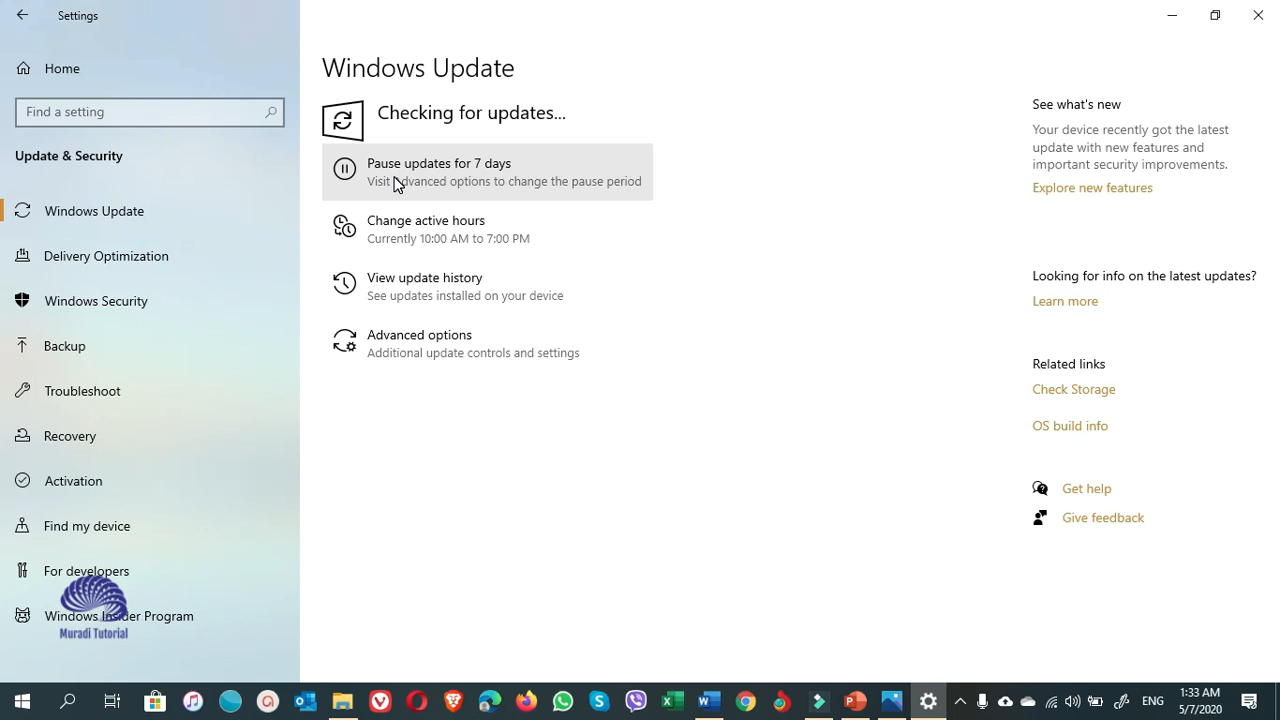 Settings
Home
Find a setting
Update & Security
Windows Update
Delivery Optimization
Windows Security
Backup
Troubleshoot
Recovery
Activation
Find my device
For developers
Windows Insider Program
Muradi Tutorial
Windows Update
Checking for updates...
Pause updates for 7 days
Visit Advanced options to change the pause period
Change active hours
Currently 10:00 AM to 7:00 PM
View update history
See updates installed on your device
Advanced options
Additional update controls and settings
See what's new
Your device recently got the latest
update with new features and
important security improvements.
Explore new features
Looking for info on the latest updates?
Learn more
Related links
Check Storage
OS build info
Get help
Give feedback
ENG
1:33 AM
5/7/2020